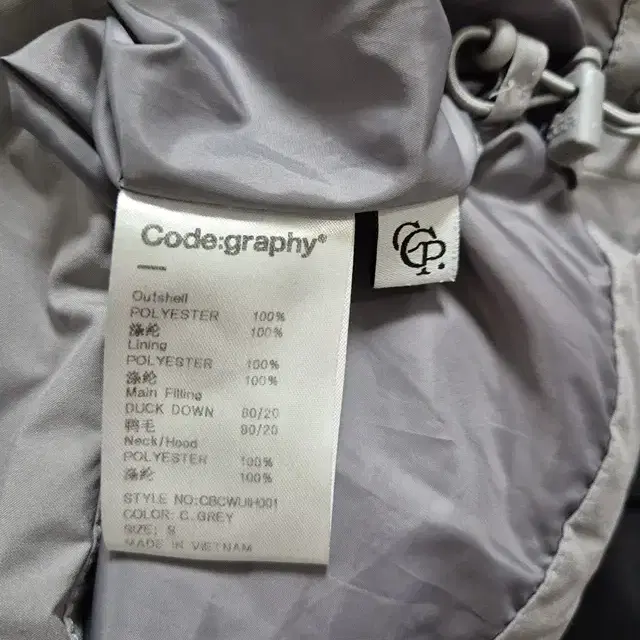 Code:graphy®
CGP.
Outshell
POLYESTER 100%
涤纶 100%
Lining
POLYESTER 100%
涤纶 100%
Main Filling
DUCK DOWN 80/20
鸭毛 80/20
Neck/Hood
POLYESTER 100%
涤纶 100%
STYLE NO:CBCWUIH001
COLOR: C.GREY
SIZE: S
MADE IN VIETNAM